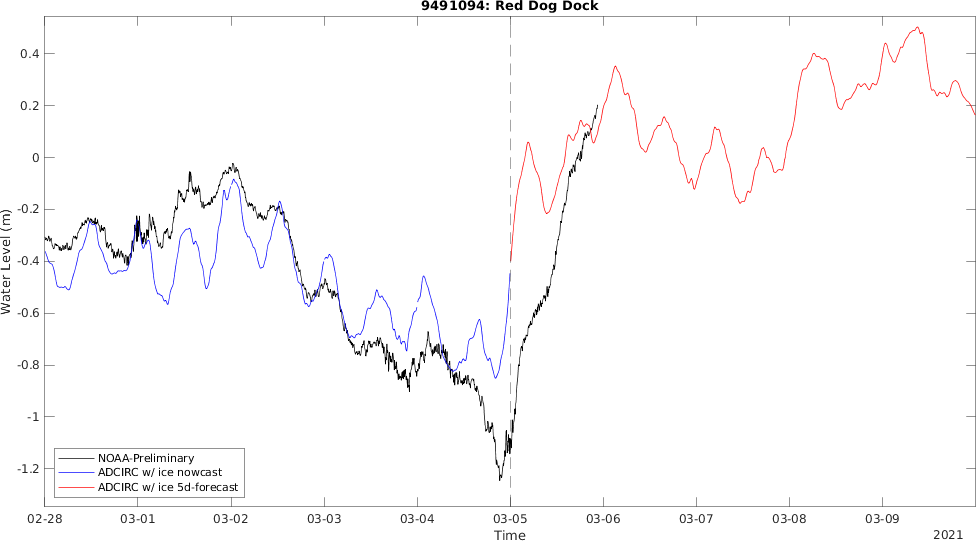 9491094: Red Dog Dock
Water Level (m)
0.4
0.2
0
-0.2
-0.4
-0.6
-0.8
-1
-1.2
NOAA-Preliminary
ADCIRC w/ ice nowcast
ADCIRC w/ ice 5d-forecast
02-28 03-01 03-02 03-03 03-04 03-05 03-06 03-07 03-08 03-09
Time
2021